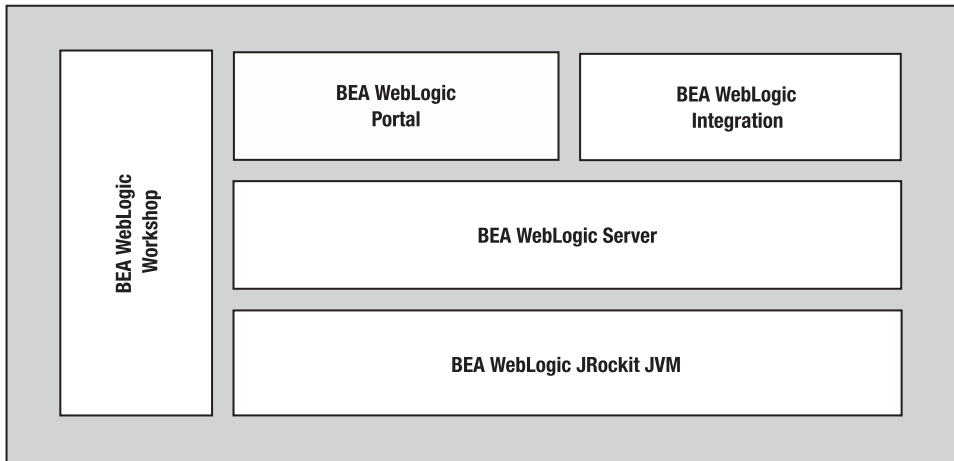 BEA WebLogic
Workshop
BEA WebLogic
Portal
BEA WebLogic
Integration
BEA WebLogic Server
BEA WebLogic JRockit JVM